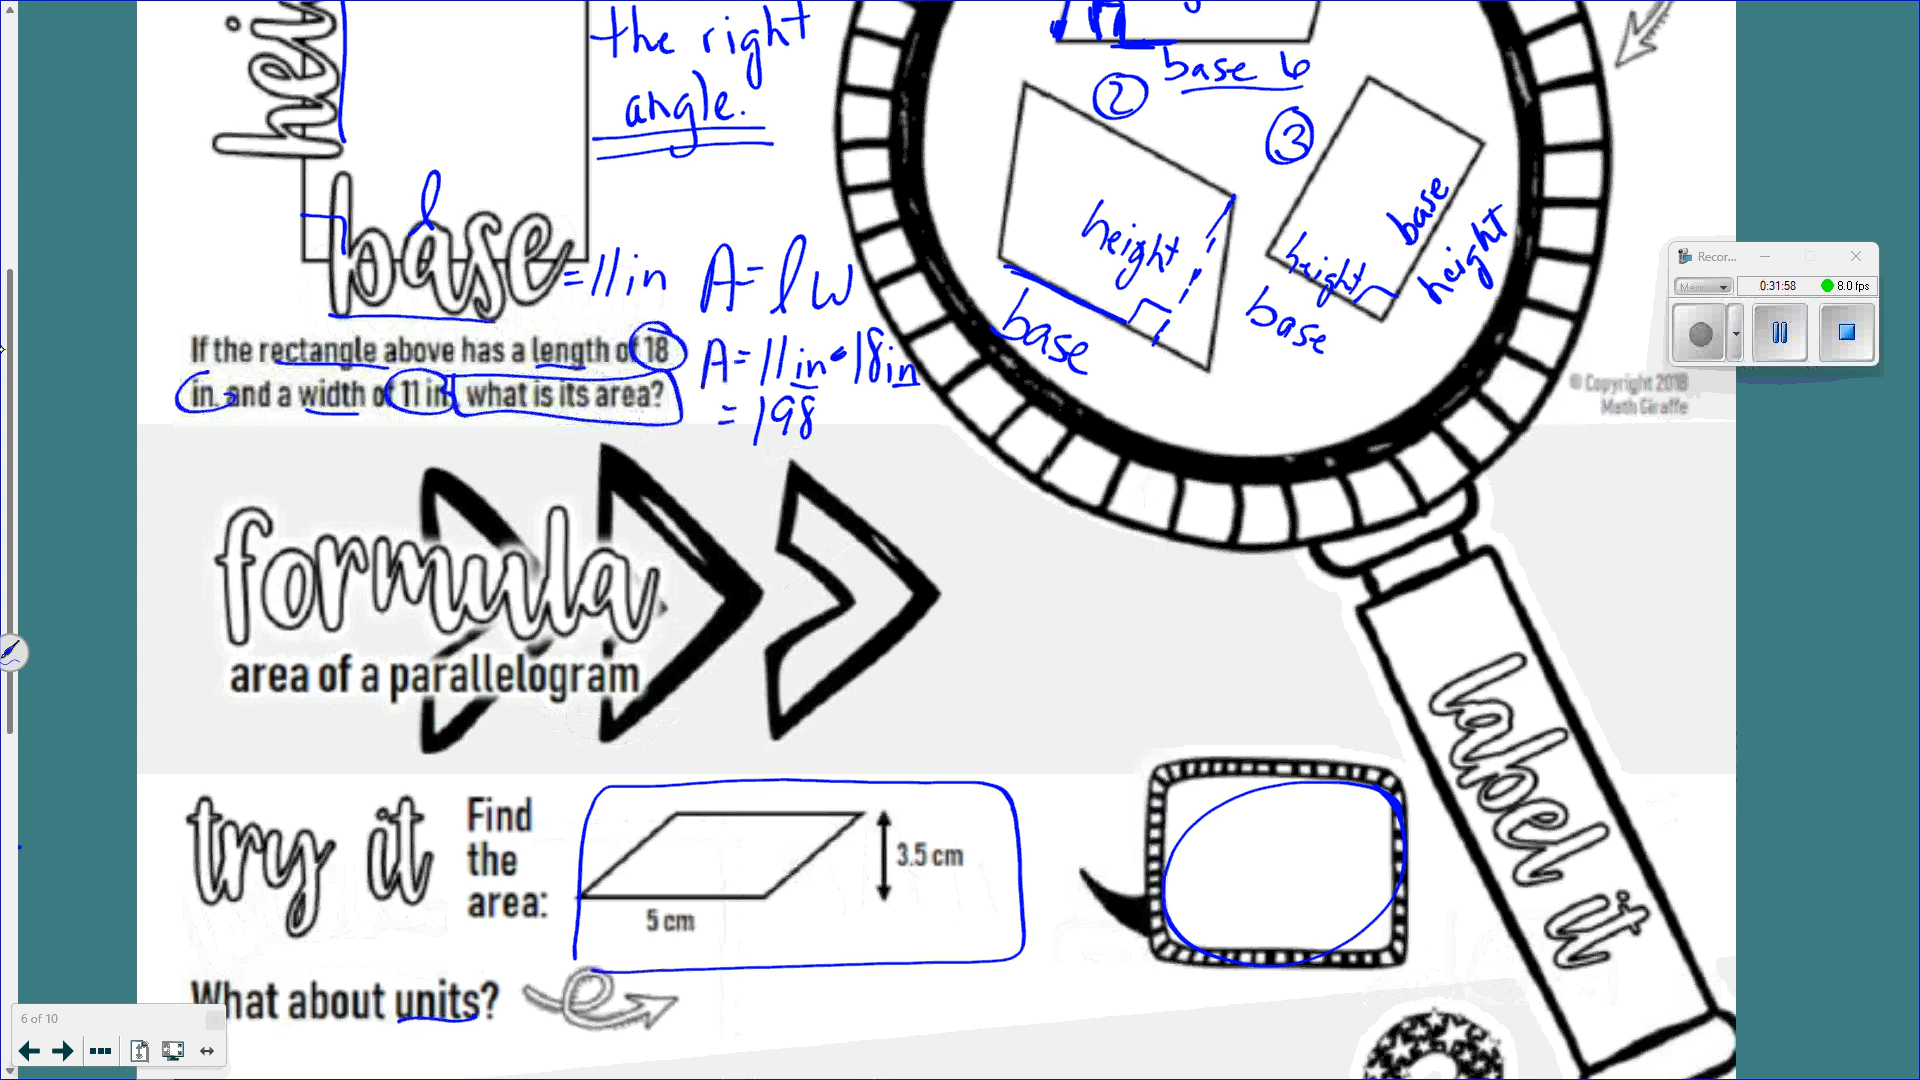 hei
the right
angle.
l
base
=11in
A=lw
If the rectangle above has a length of 18
in. and a width of 11 in, what is its area?
A=11in•18in
=198
h
base 6
2
height
base
3
base
height
height
base
© Copyright 2018
Math Giraffe
Recor...
0:31:58
8.0 fps
formula
area of a parallelogram
label it
try it
Find
the
area:
3.5 cm
5 cm
What about units?
6 of 10